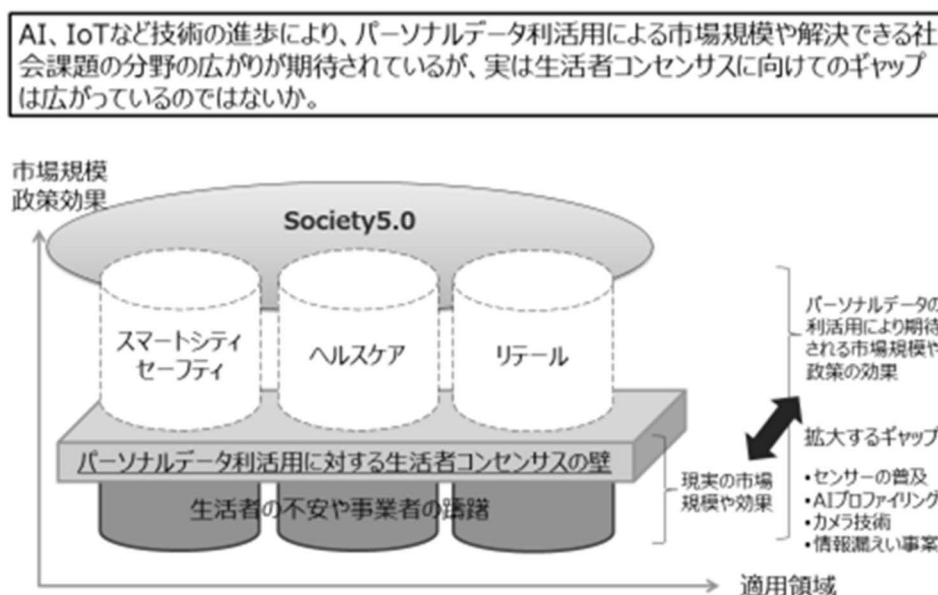 AI、IoTなど技術の進歩により、パーソナルデータ利活用による市場規模や解決できる社
会課題の分野の広がりが期待されているが、実は生活者コンセンサスに向けてのギャップ
は広がっているのではないか。
市場規模
政策効果
Society5.0
スマートシティ
セーフティ
ヘルスケア
リテール
パーソナルデータの
利活用により期待
される市場規模や
政策の効果
拡大するギャップ
・センサーの普及
・AIプロファイリング
・カメラ技術
・情報漏えい事案
パーソナルデータ利活用に対する生活者コンセンサスの壁
生活者の不安や事業者の躊躇
現実の市場
規模や効果
適用領域